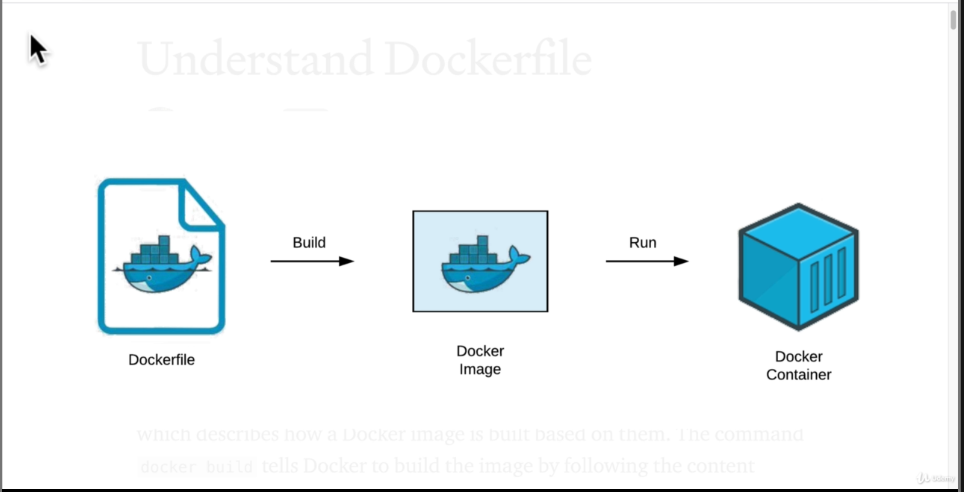 Understand Dockerfile
Build
Run
Dockerfile
Docker
Image
Docker
Container
which describes how a Docker image is built based on them. The command
docker build tells Docker to build the image by following the content
Udemy